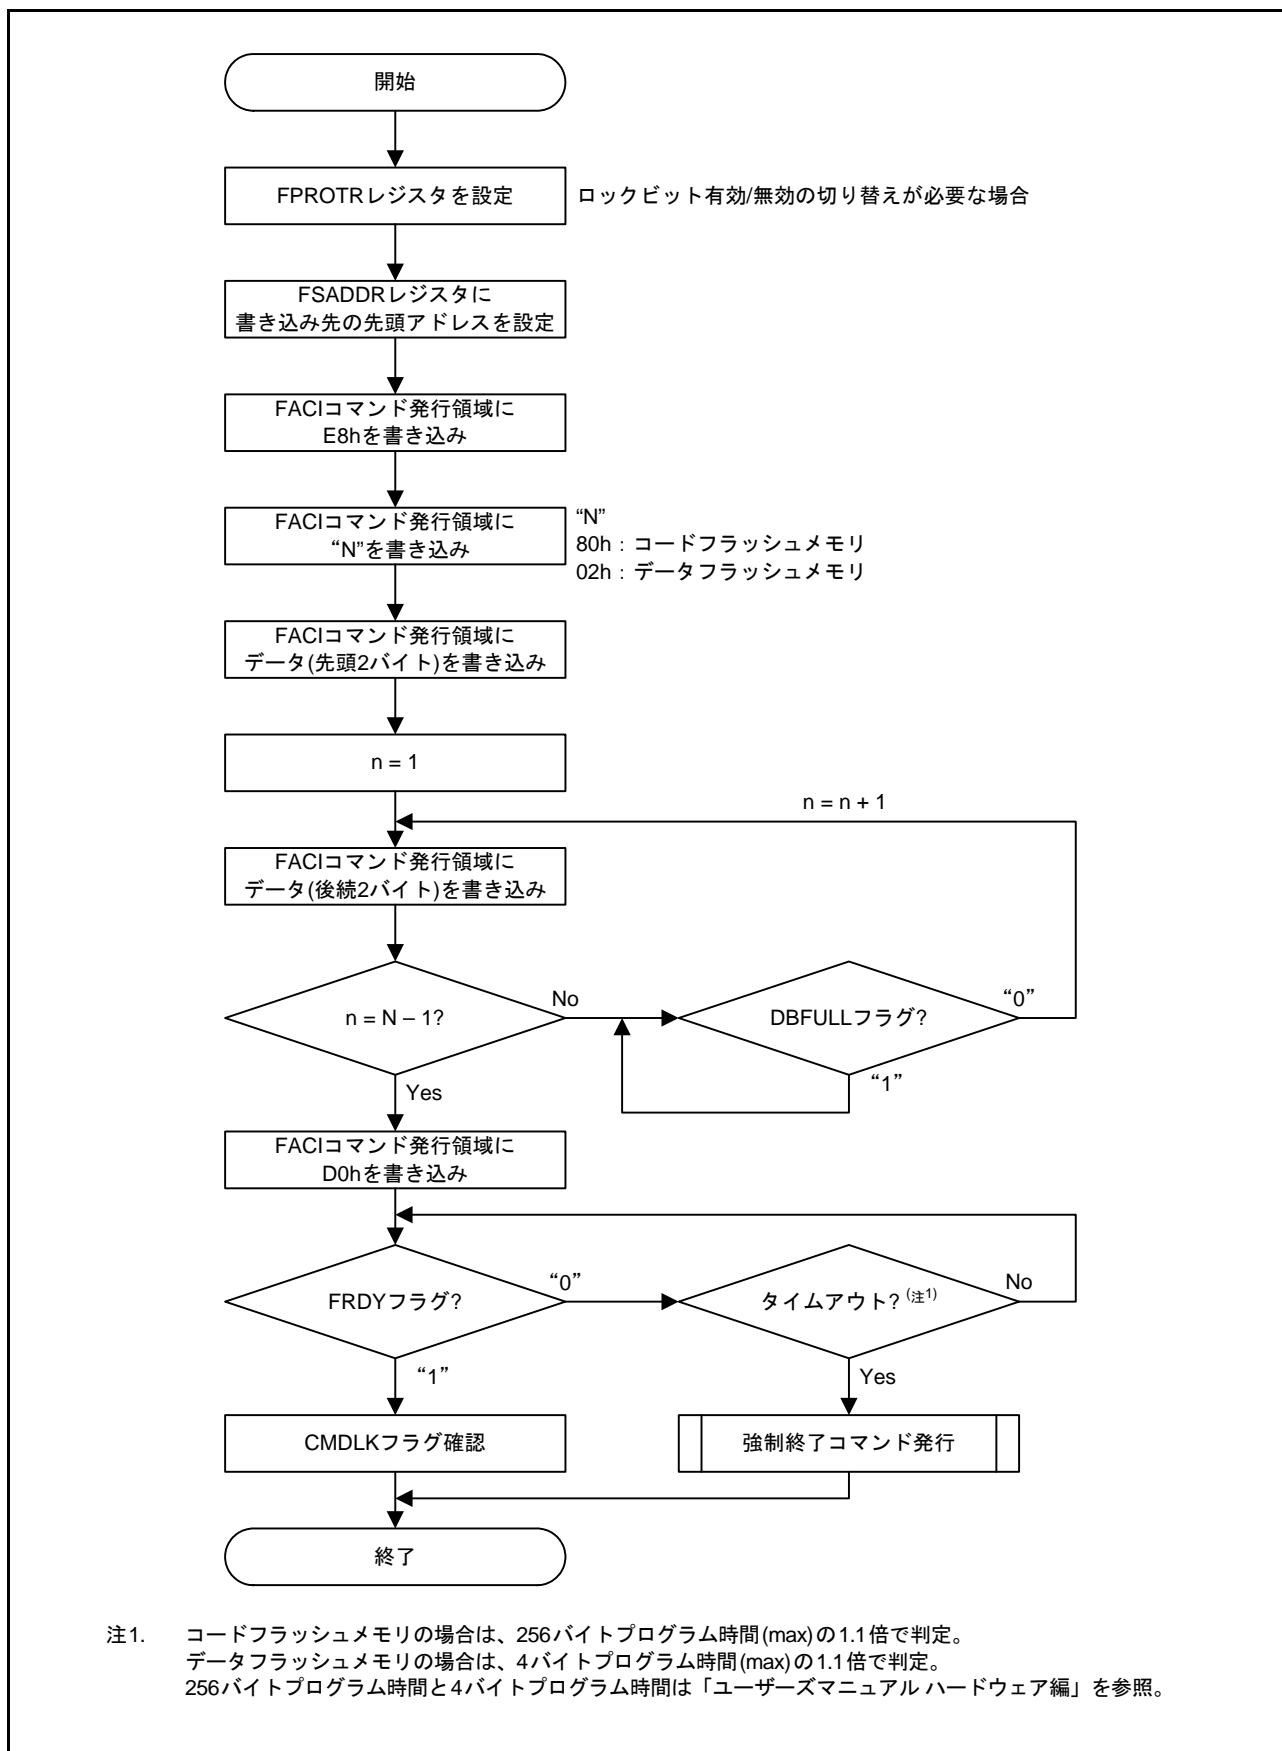 開始
FPROTRレジスタを設定
ロックビット有効/無効の切り替えが必要な場合
FSADDRレジスタに
書き込み先の先頭アドレスを設定
FACIコマンド発行領域に
E8hを書き込み
FACIコマンド発行領域に
“N”を書き込み
“N”
80h：コードフラッシュメモリ
02h：データフラッシュメモリ
FACIコマンド発行領域に
データ(先頭2バイト)を書き込み
n = 1
n = n + 1
FACIコマンド発行領域に
データ(後続2バイト)を書き込み
n = N – 1?
No
DBFULLフラグ?
“0”
“1”
Yes
FACIコマンド発行領域に
D0hを書き込み
FRDYフラグ?
“0”
タイムアウト? (注1)
No
“1”
Yes
CMDLKフラグ確認
強制終了コマンド発行
終了
注1. コードフラッシュメモリの場合は、256バイトプログラム時間(max)の1.1倍で判定。
データフラッシュメモリの場合は、4バイトプログラム時間(max)の1.1倍で判定。
256バイトプログラム時間と4バイトプログラム時間は「ユーザーズマニュアル ハードウェア編」を参照。